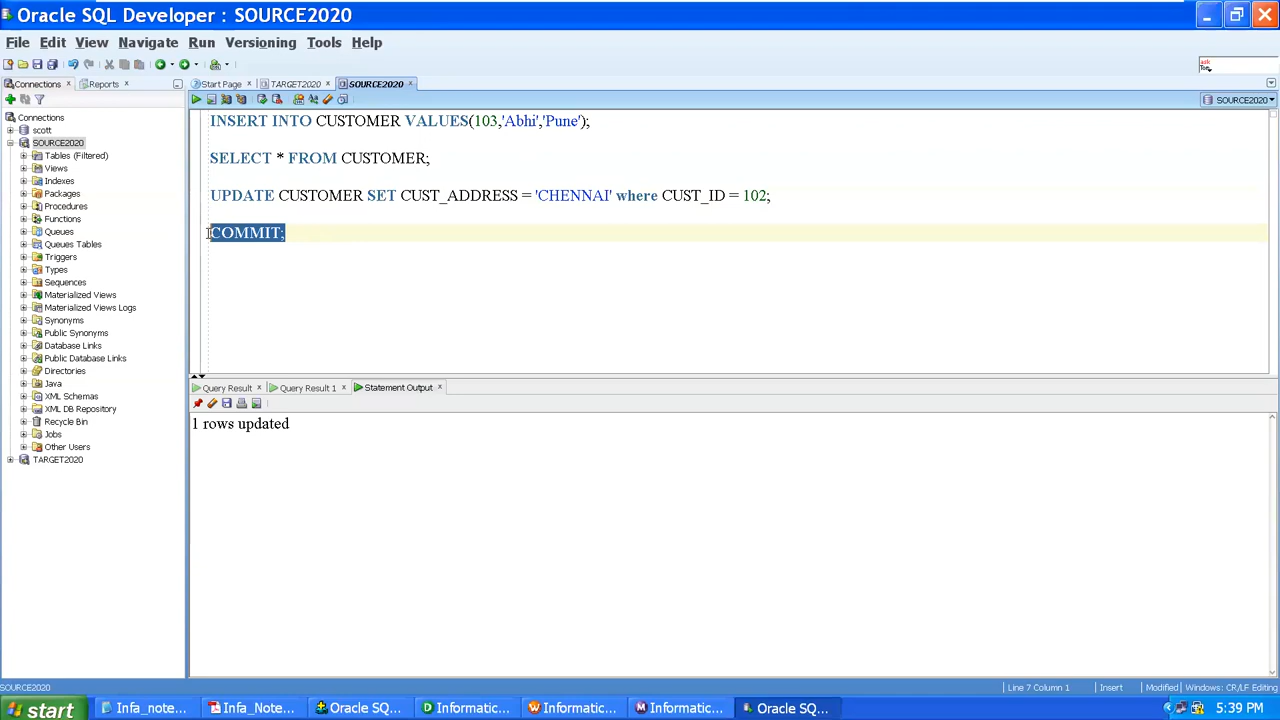 Oracle SQL Developer : SOURCE2020
File Edit View Navigate Run Versioning Tools Help
Connections Reports Start Page TARGET2020 SOURCE2020
SOURCE2020
Connections
scott
SOURCE2020
Tables (Filtered)
Views
Indexes
Packages
Procedures
Functions
Queues
Queues Tables
Triggers
Types
Sequences
Materialized Views
Materialized Views Logs
Synonyms
Public Synonyms
Database Links
Public Database Links
Directories
Java
XML Schemas
XML DB Repository
Recycle Bin
Jobs
Other Users
TARGET2020
INSERT INTO CUSTOMER VALUES(103,'Abhi','Pune');
SELECT * FROM CUSTOMER;
UPDATE CUSTOMER SET CUST_ADDRESS = 'CHENNAI' where CUST_ID = 102;
COMMIT;
Query Result Query Result 1 Statement Output
1 rows updated
SOURCE2020 Line 7 Column 1 Insert Modified Windows: CR/LF Editing
start Infa_note... Infa_Note... Oracle SQ... Informatic... Informatic... Informatic... Oracle SQ... 5:39 PM